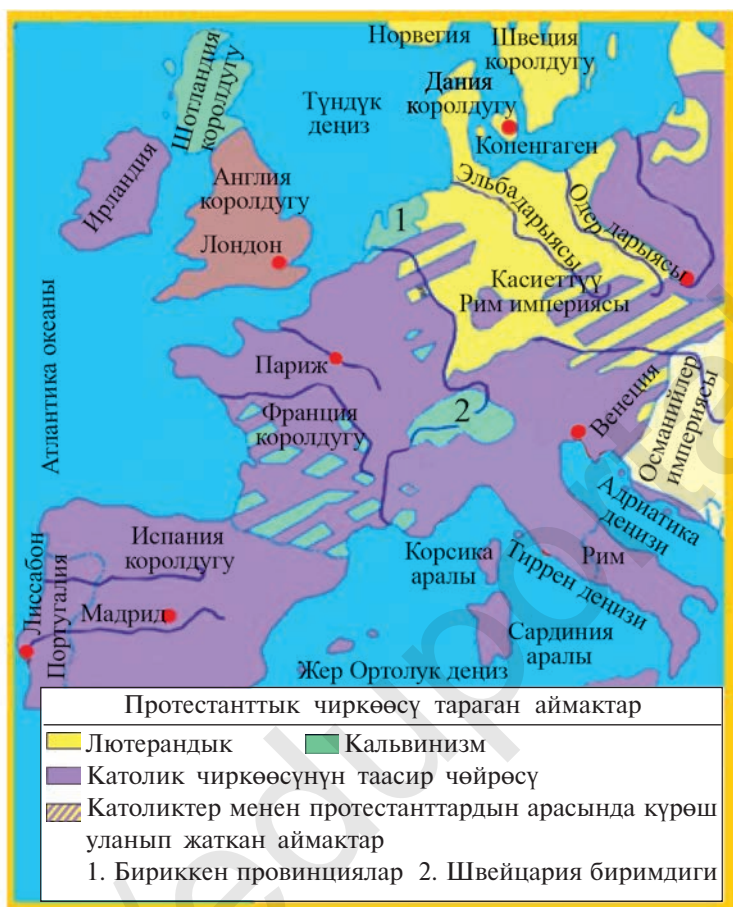 Норвегия
Швеция
королдугу
Шотландия
королдугу
Дания
королдугу
Түндүк
деңиз
Копенгаген
Ирландия
Англия
королдугу
Лондон
1
Эльба дарыясы
Одер дарыясы
Касиеттүү
Рим империясы
Атлантика океаны
Париж
Франция
королдугу
2
Венеция
Османийлер
империясы
Адриатика
деңизи
Испания
королдугу
Корсика
аралы
Тиррен деңизи
Рим
Лиссабон
Португалия
Мадрид
Сардиния
аралы
Жер Ортолук деңиз
Протестанттык чиркөөсү тараган аймактар
Лютерандык Кальвинизм
Католик чиркөөсүнүн таасир чөйрөсү
Католиктер менен протестанттардын арасында күрөш
уланып жаткан аймактар
1. Бириккен провинциялар 2. Швейцария биримдиги